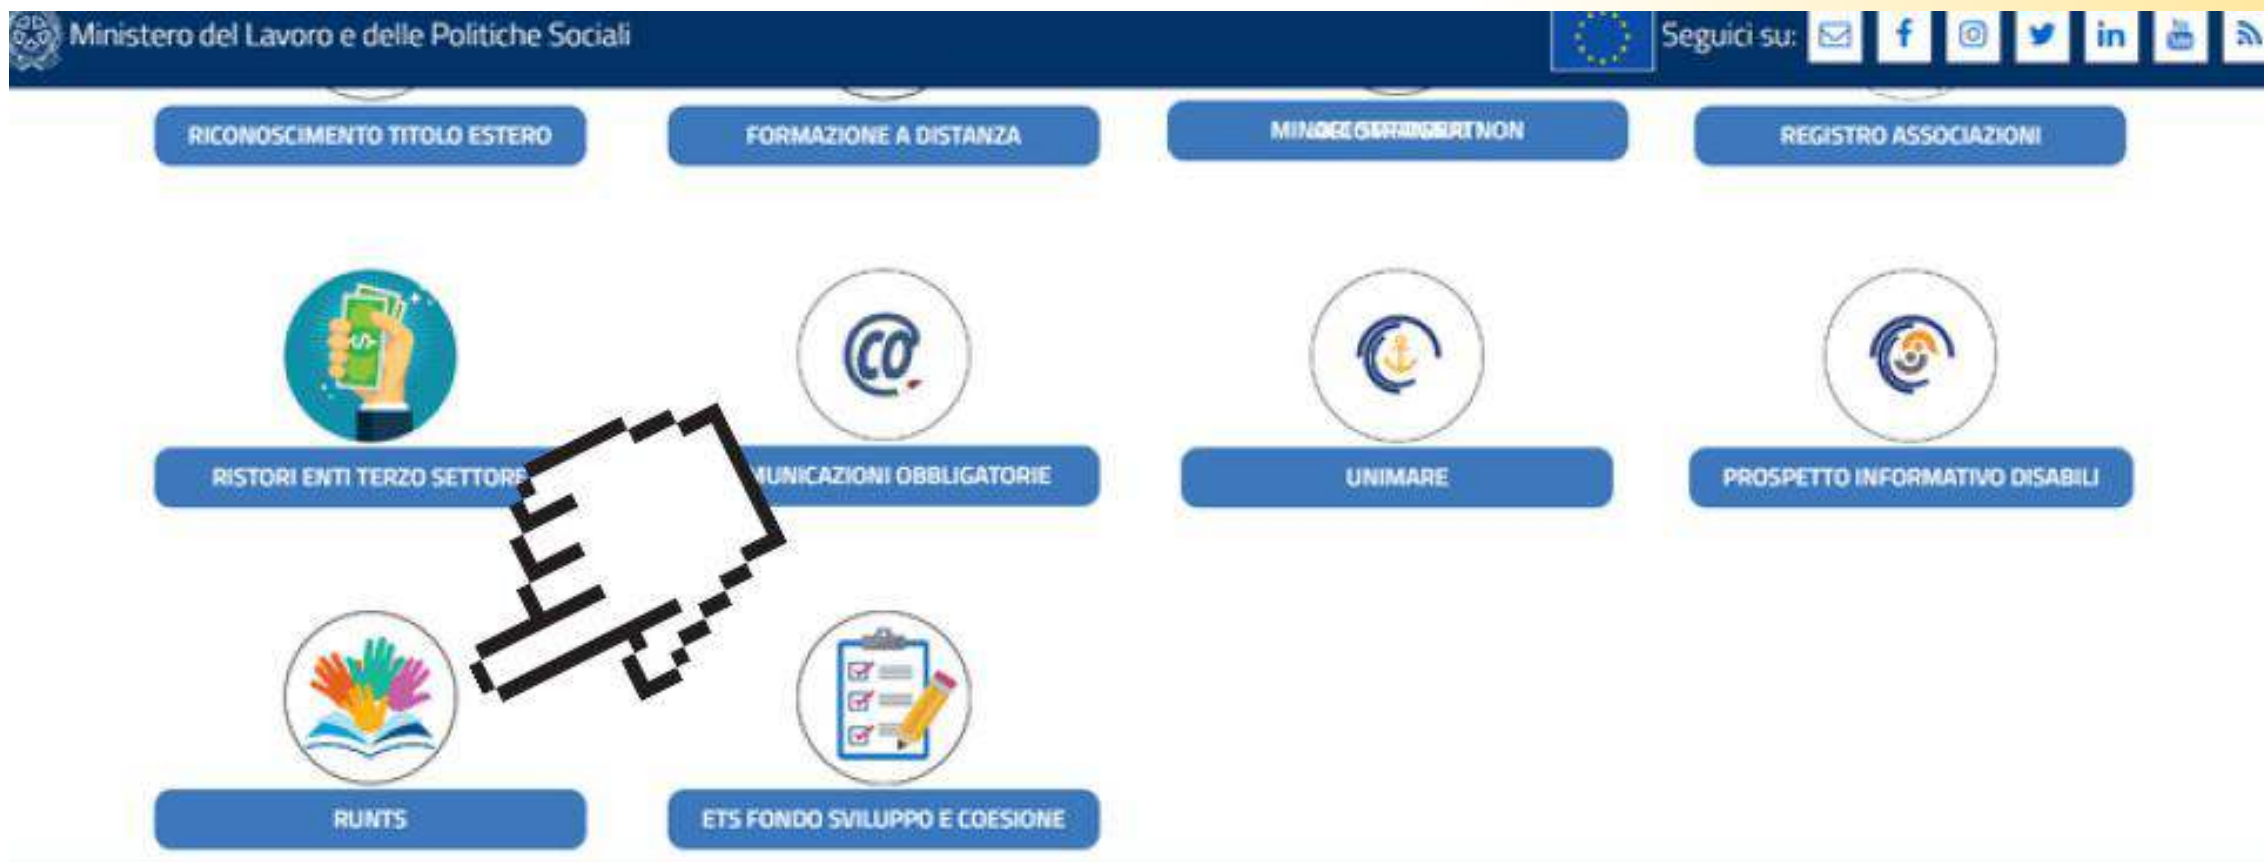 Ministero del Lavoro e delle Politiche Sociali
Seguici su:
RICONOSCIMENTO TITOLO ESTERO
FORMAZIONE A DISTANZA
NON
REGISTRO ASSOCIAZIONI
RISTORI ENTI TERZO SETTORE
MUNICAZIONI OBBLIGATORIE
UNIMARE
PROSPETTO INFORMATIVO DISABILI
RUNTS
ETS FONDO SVILUPPO E COESIONE